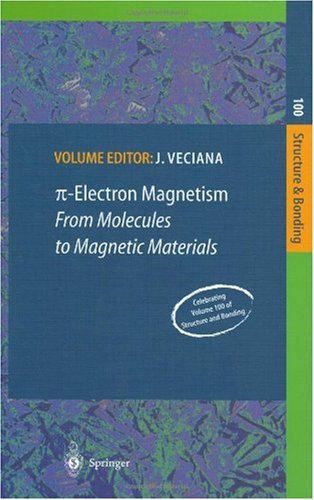 VOLUME EDITOR: J. VECIANA
π-Electron Magnetism
From Molecules
to Magnetic Materials
Celebrating
Volume 100 of
Structure and Bonding
Springer
100
Structure & Bonding